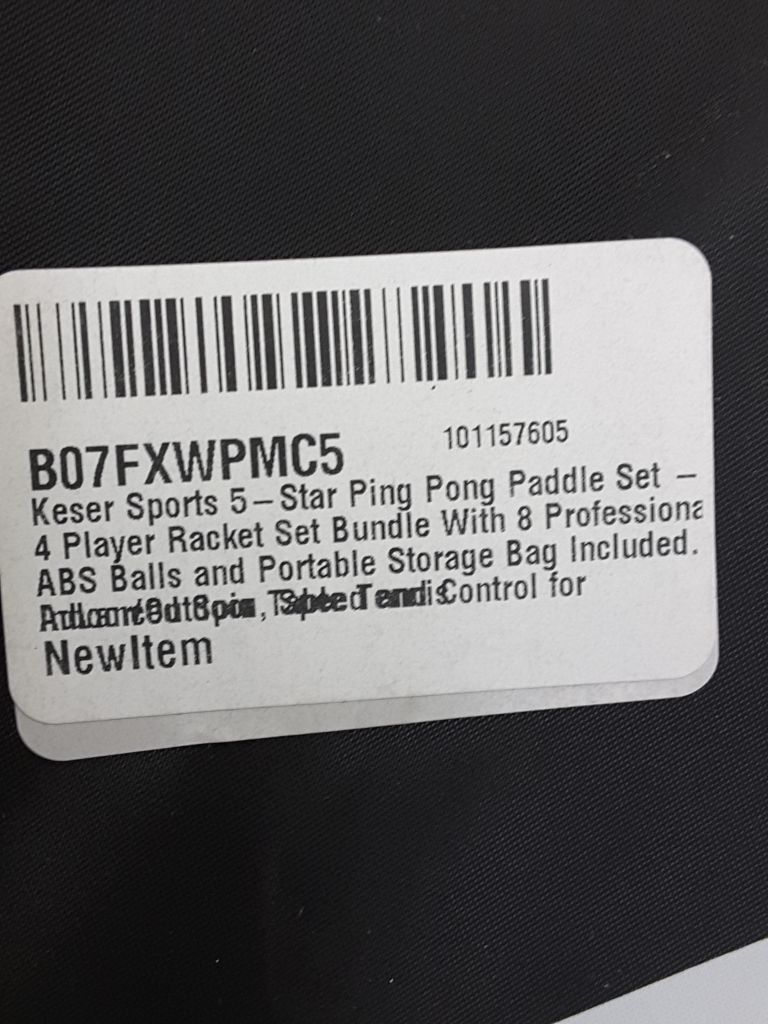 B07FXWPMC5
101157605
Keser Sports 5-Star Ping Pong Paddle Set -
4 Player Racket Set Bundle With 8 Professiona
ABS Balls and Portable Storage Bag Included.
Control for
NewItem